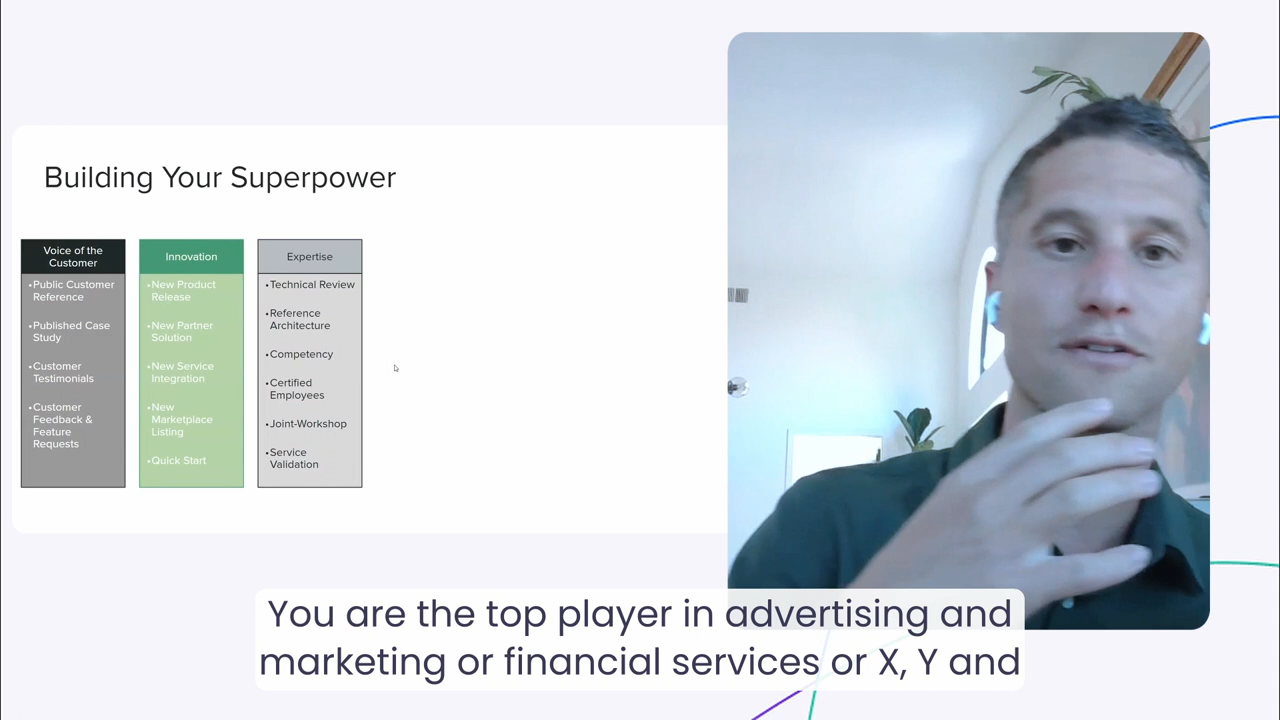 Building Your Superpower
Voice of the
Customer
•Public Customer
Reference
•Published Case
Study
•Customer
Testimonials
•Customer
Feedback &
Feature
Requests
Innovation
•New Product
Release
•New Partner
Solution
•New Service
Integration
•New
Marketplace
Listing
•Quick Start
Expertise
•Technical Review
•Reference
Architecture
•Competency
•Certified
Employees
•Joint-Workshop
•Service
Validation
You are the top player in advertising and
marketing or financial services or X, Y and